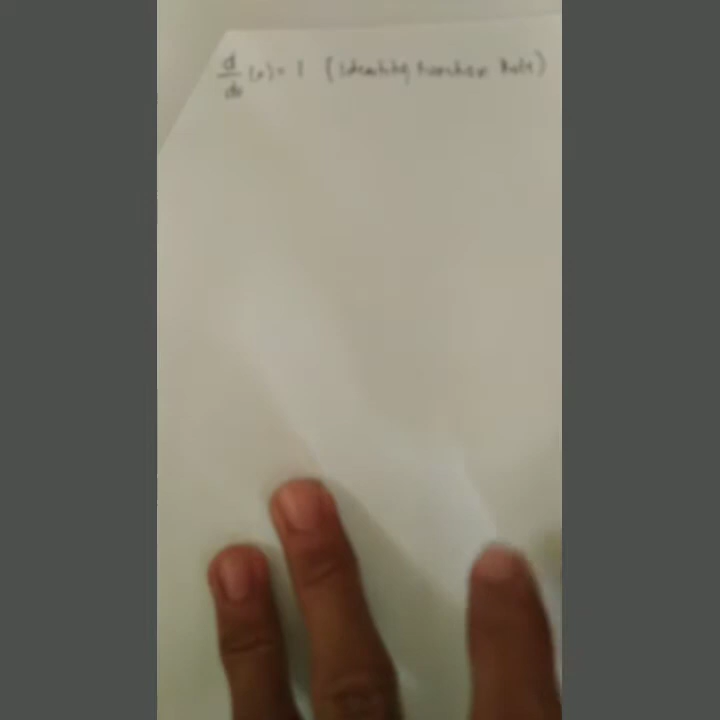 d/dx (x) = 1 (Identity Function Rule)